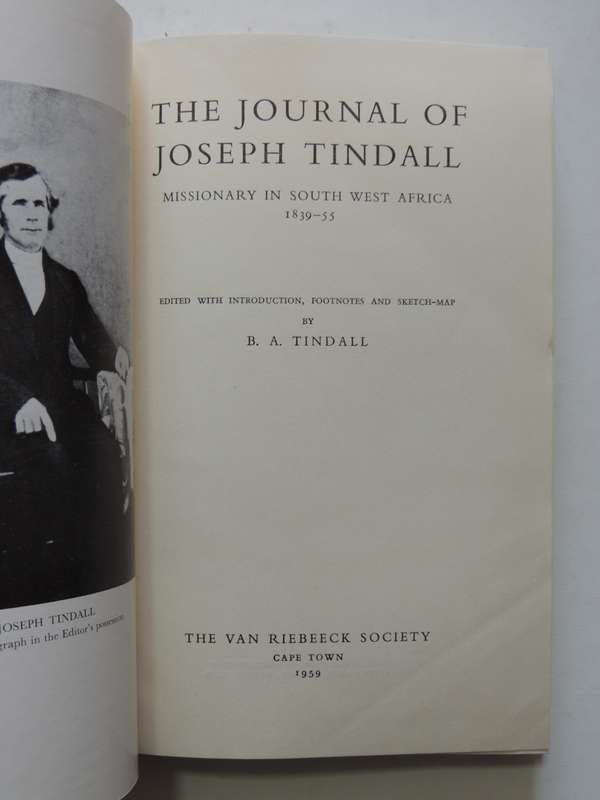 JOSEPH TINDALL
graph in the Editor's possession
THE JOURNAL OF
JOSEPH TINDALL
MISSIONARY IN SOUTH WEST AFRICA
1839–55
EDITED WITH INTRODUCTION, FOOTNOTES AND SKETCH-MAP
BY
B. A. TINDALL
THE VAN RIEBEECK SOCIETY
CAPE TOWN
1959